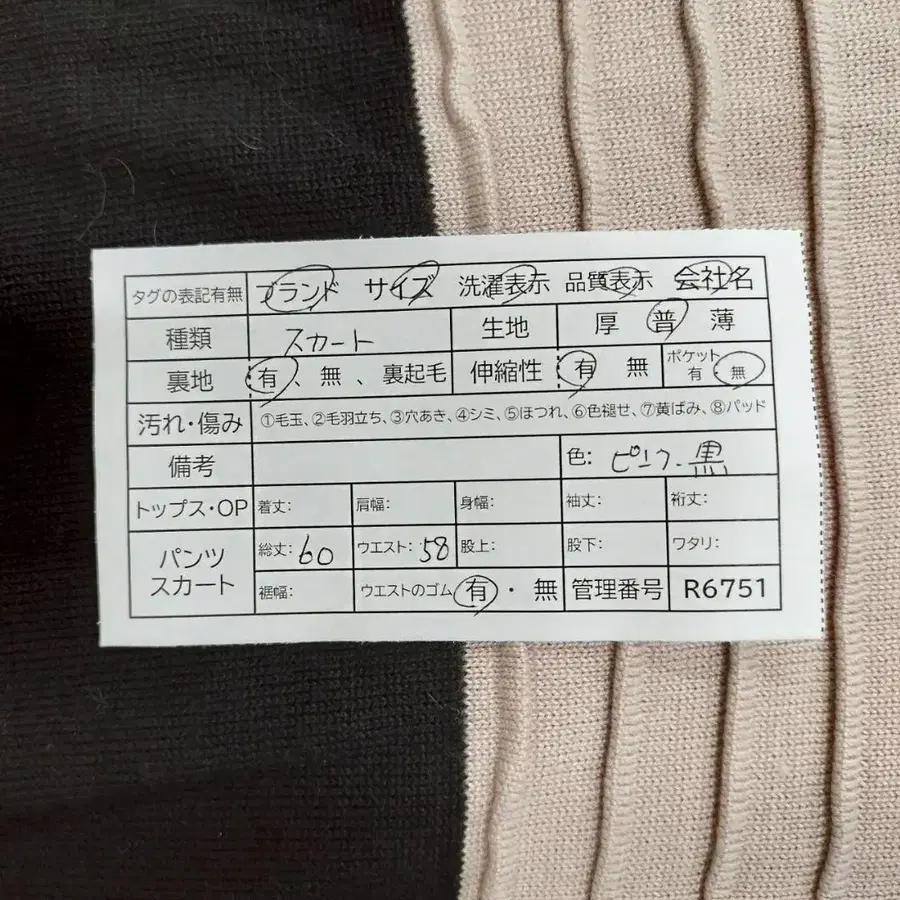 タグの表記有無 ブランド サイズ 洗濯表示 品質表示 会社名
種類 スカート 生地 厚 普 薄
裏地 有 、 無 、 裏起毛 伸縮性 有 無 ポケット 有・無
汚れ・傷み ①毛玉、②毛羽立ち、③穴あき、④シミ、⑤ほつれ、⑥色褪せ、⑦黄ばみ、⑧パッド
備考 色: ピンク.黒
トップス・OP 着丈: 肩幅: 身幅: 袖丈: 裄丈:
パンツ スカート 総丈: 60 ウエスト: 58 股上: 股下: ワタリ:
裾幅: ウエストのゴム 有 ・ 無 管理番号 R6751